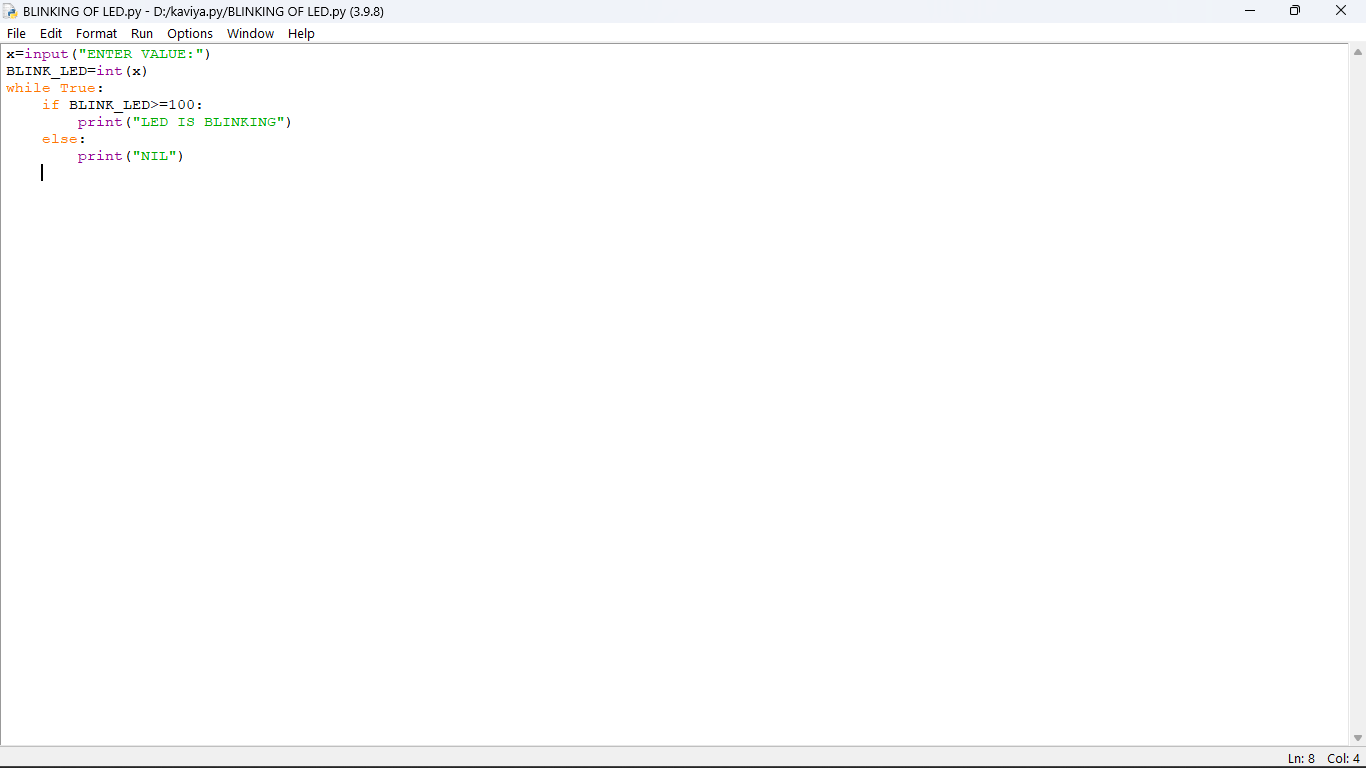 BLINKING OF LED.py - D:/kaviya.py/BLINKING OF LED.py (3.9.8)
File Edit Format Run Options Window Help
x=input("ENTER VALUE:")
BLINK_LED=int(x)
while True:
    if BLINK_LED>=100:
        print("LED IS BLINKING")
    else:
        print("NIL")
Ln: 8 Col: 4